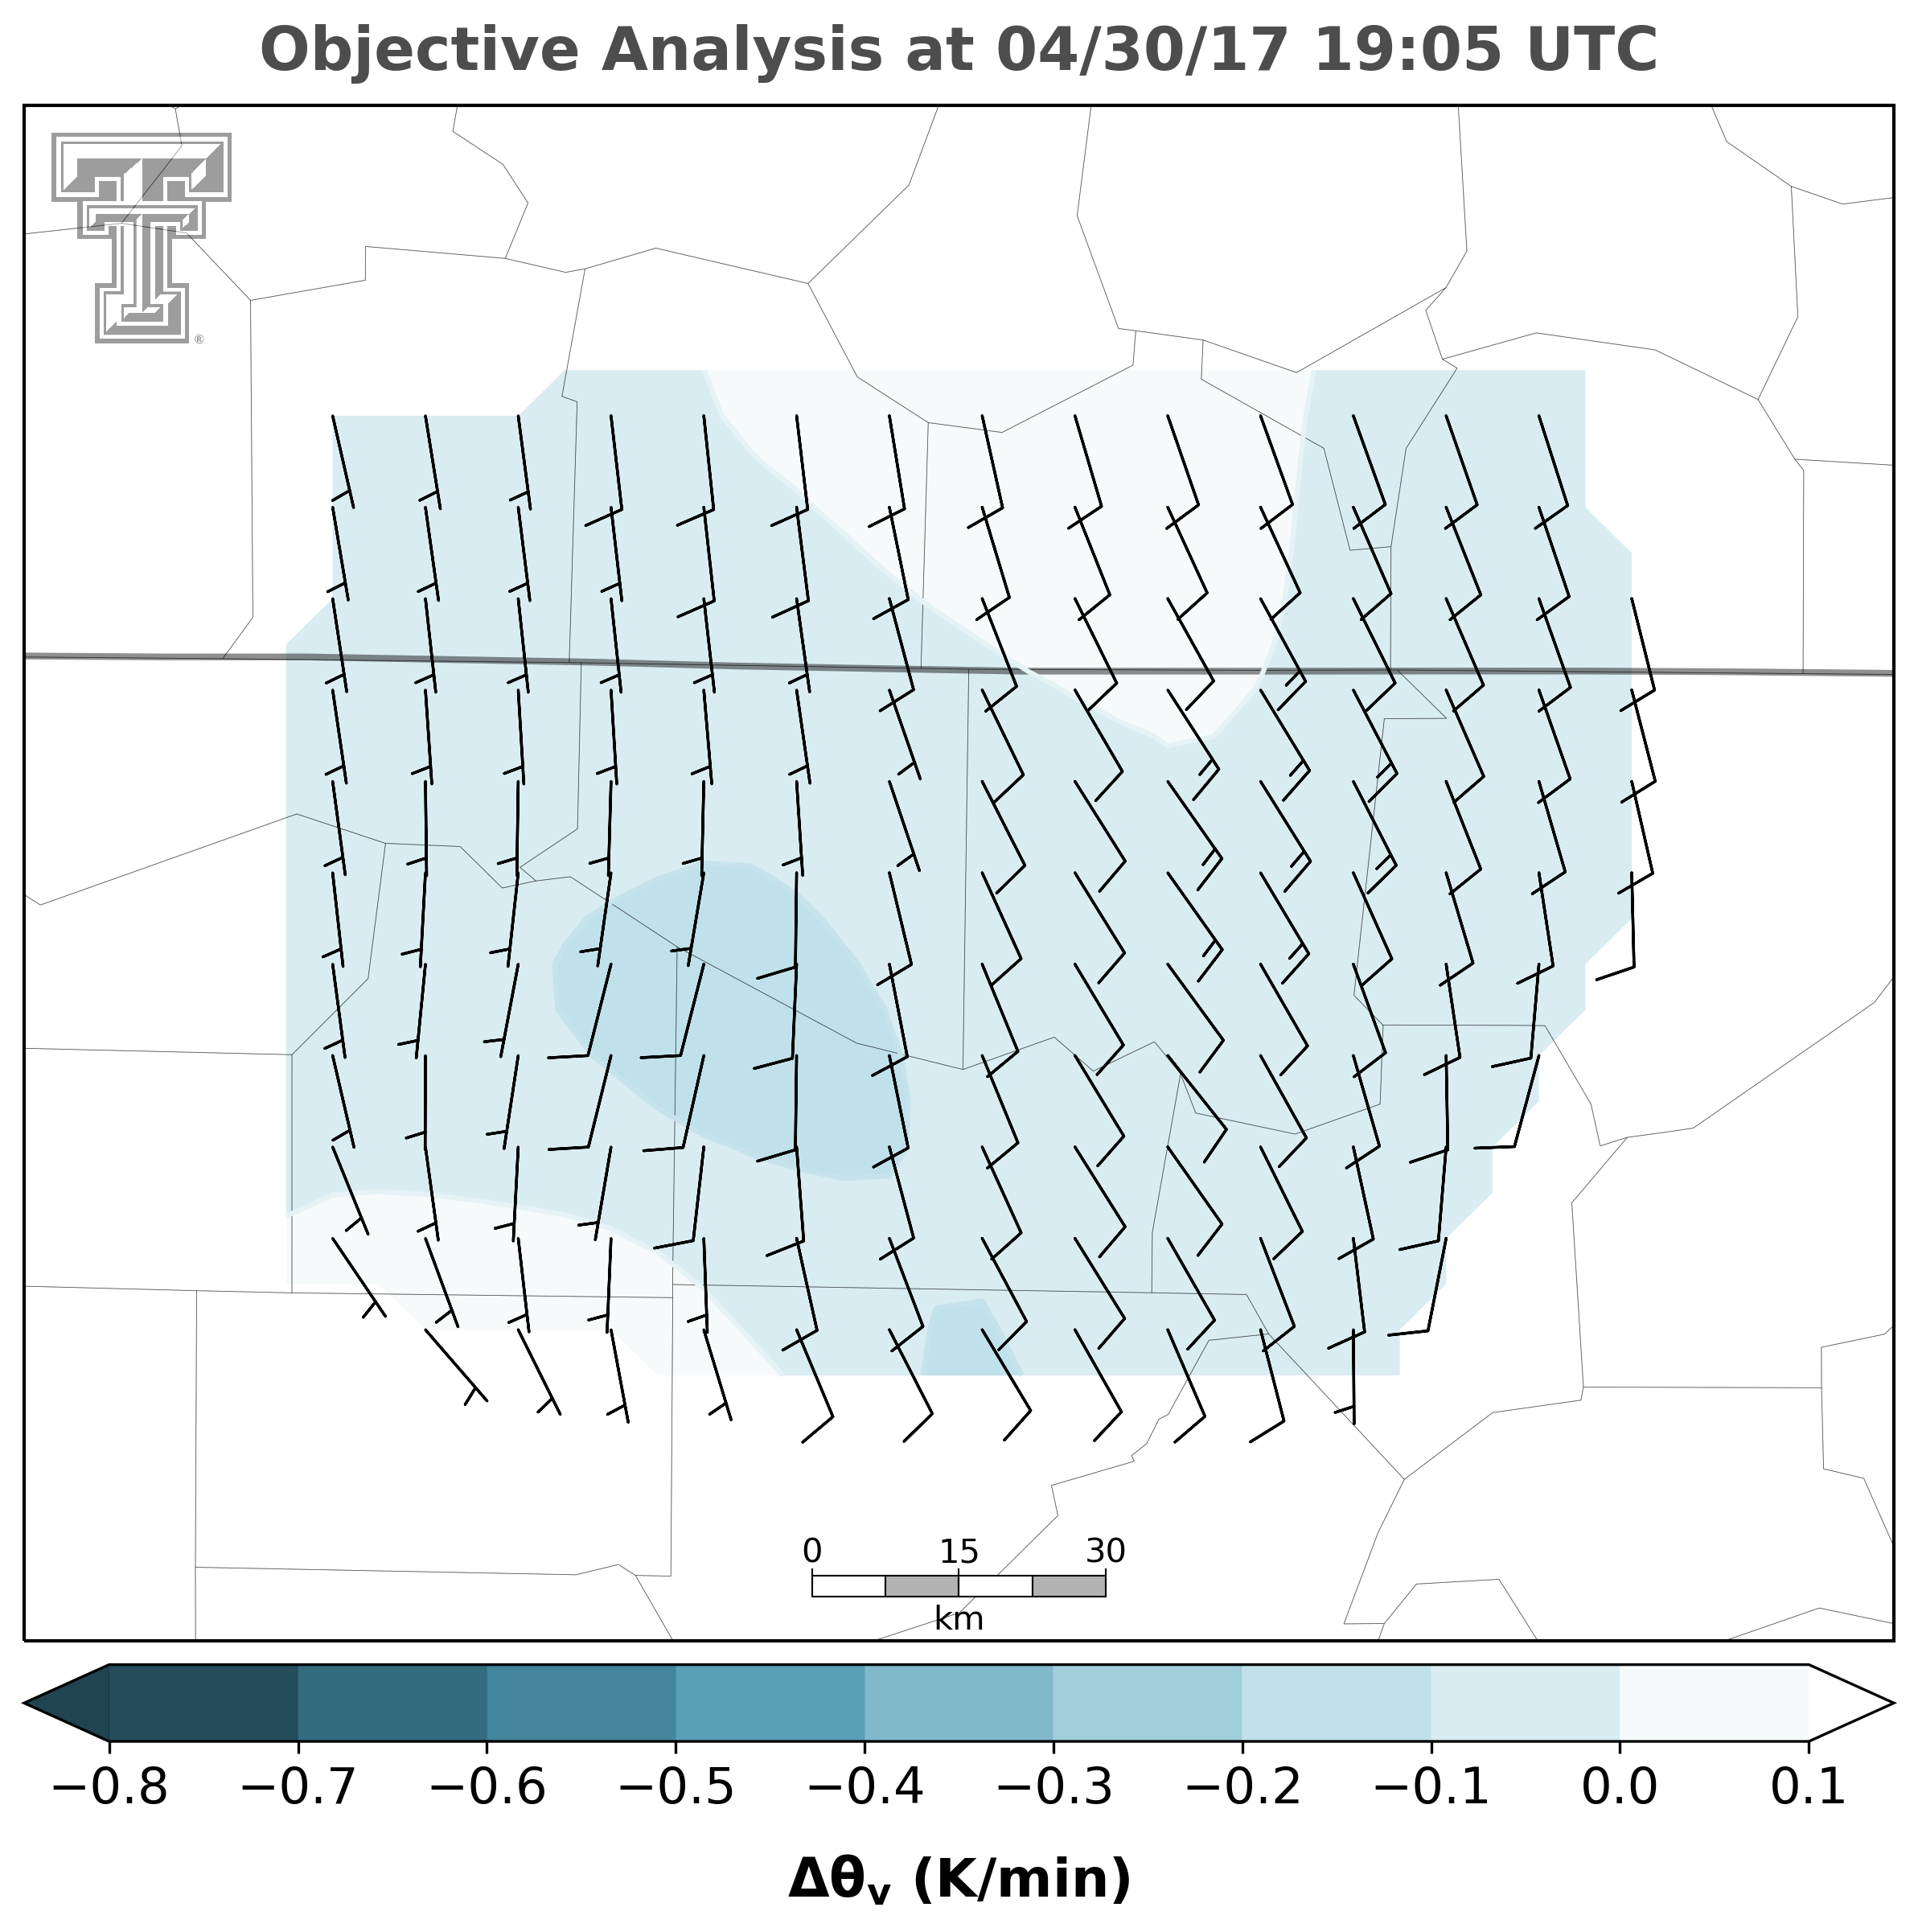 Objective Analysis at 04/30/17 19:05 UTC
®
0 15 30
km
−0.8 −0.7 −0.6 −0.5 −0.4 −0.3 −0.2 −0.1 0.0 0.1
Δθᵥ (K/min)